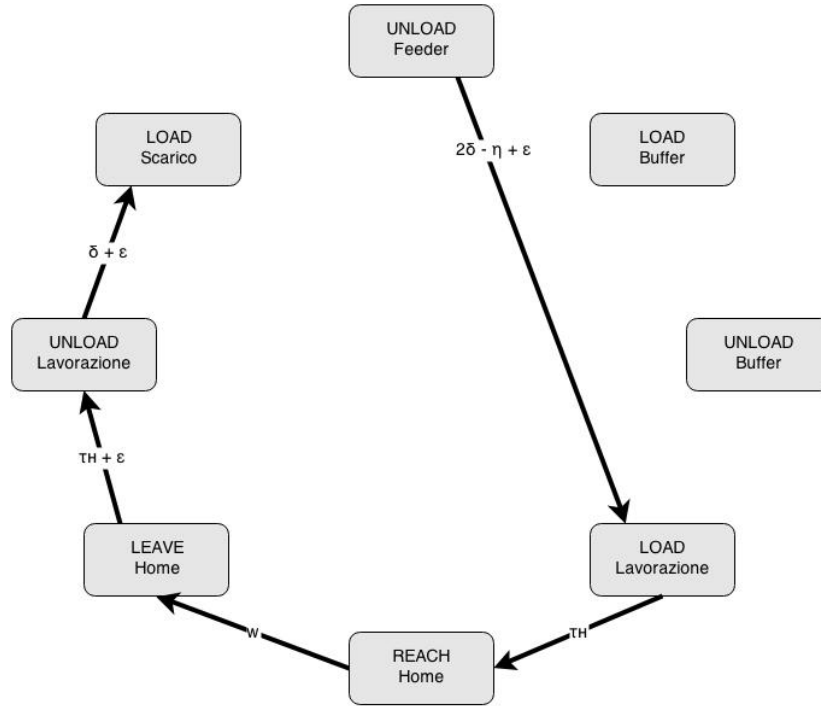 UNLOAD
Feeder
LOAD
Scarico
2δ - η + ε
LOAD
Buffer
δ + ε
UNLOAD
Lavorazione
UNLOAD
Buffer
τH + ε
LEAVE
Home
LOAD
Lavorazione
W
τH
REACH
Home